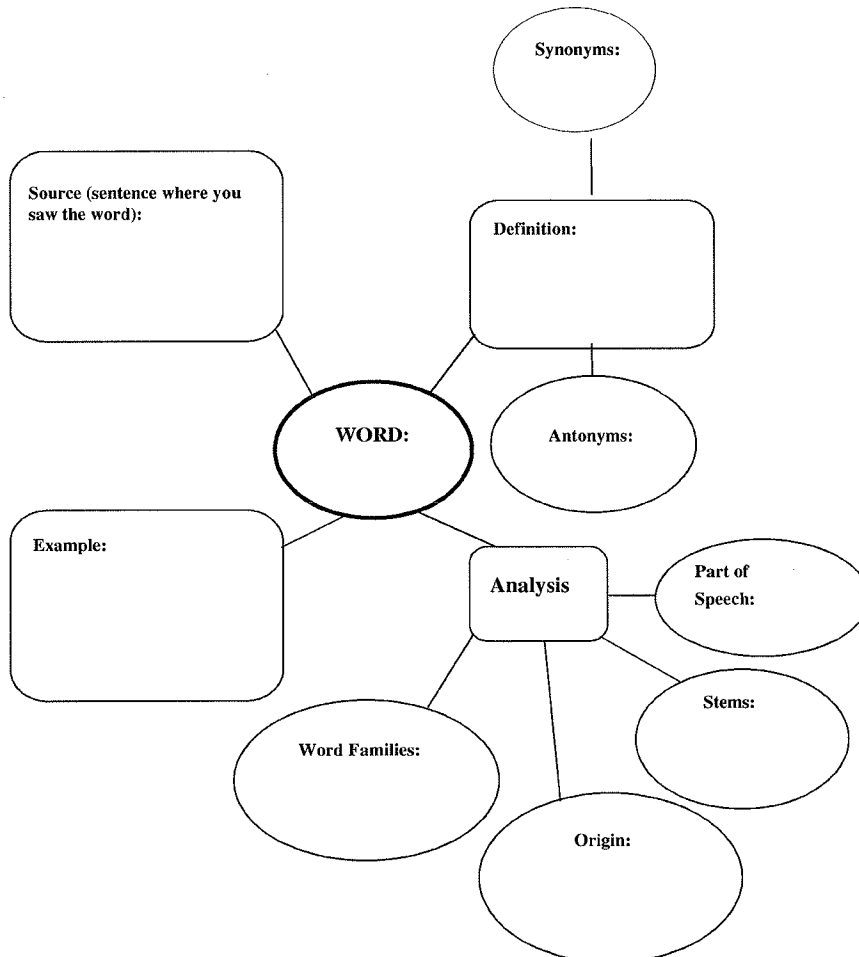 Synonyms:
Source (sentence where you
saw the word):
Definition:
WORD:
Antonyms:
Example:
Analysis
Part of
Speech:
Stems:
Word Families:
Origin: